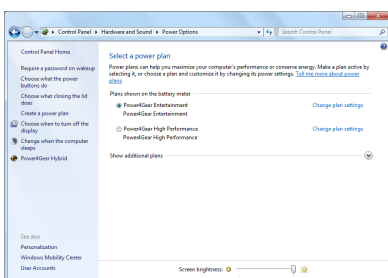 Control Panel ▸ Hardware and Sound ▸ Power Options
Search Control Panel
Control Panel Home
Require a password on wakeup
Choose what the power
buttons do
Choose what closing the lid
does
Create a power plan
Choose when to turn off the
display
Change when the computer
sleeps
Power4Gear Hybrid
See also
Personalization
Windows Mobility Center
User Accounts
Select a power plan
Power plans can help you maximize your computer's performance or conserve energy. Make a plan active by
selecting it, or choose a plan and customize it by changing its power settings. Tell me more about power
plans
Plans shown on the battery meter
Power4Gear Entertainment
Change plan settings
Power4Gear Entertainment
Power4Gear High Performance
Change plan settings
Power4Gear High Performance
Show additional plans
Screen brightness: